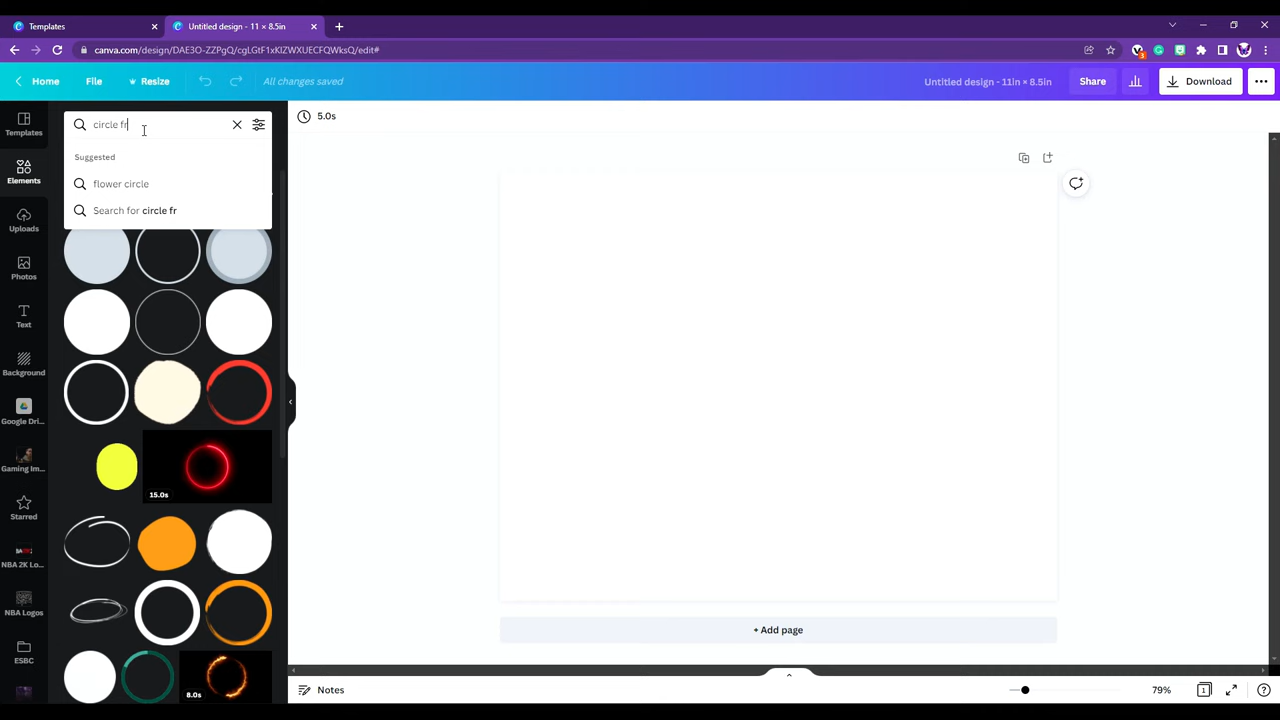 Templates
Untitled design - 11 × 8.5in
canva.com/design/DAE3O-ZZPgQ/cgLGtF1xKIZWXUECFQWksQ/edit#
Home
File
Resize
All changes saved
Untitled design - 11in × 8.5in
Share
Download
Templates
Elements
Uploads
Photos
Text
Background
Google Dri...
Gaming Im...
Starred
NBA 2K Lo...
NBA Logos
ESBC
circle fr
Suggested
flower circle
Search for circle fr
15.0s
8.0s
5.0s
+ Add page
Notes
79%
1